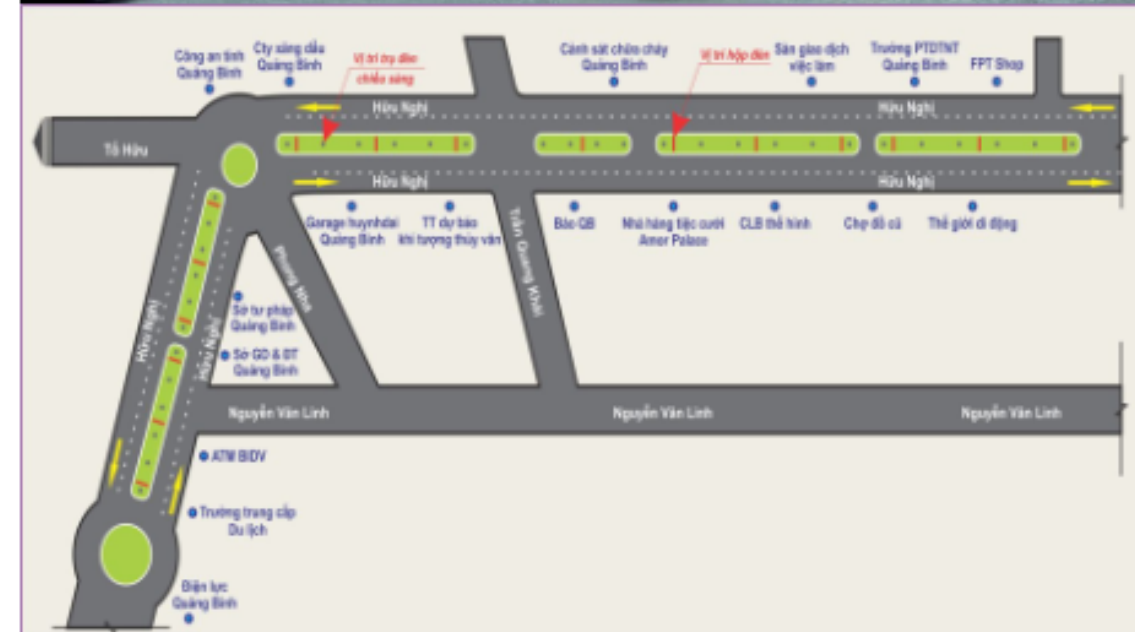 Công an tỉnh
Quảng Bình
Cty xăng dầu
Quảng Bình
Vị trí trụ đèn
chiếu sáng
Cảnh sát chữa cháy
Quảng Bình
Vị trí hộp đèn
Sàn giao dịch
việc làm
Trường PTDTNT
Quảng Bình
FPT Shop
Hữu Nghị
Hữu Nghị
Tố Hữu
Hữu Nghị
Hữu Nghị
Garage huynhdai
Quảng Bình
TT dự báo
khí tượng thủy văn
Trần Quang Khải
Báo QB
Nhà hàng tiệc cưới
Amor Palace
CLB thể hình
Chợ đồ cũ
Thế giới di động
Phong Nha
Hữu Nghị
Hữu Nghị
Sở tư pháp
Quảng Bình
Sở GD & ĐT
Quảng Bình
Nguyễn Văn Linh
Nguyễn Văn Linh
Nguyễn Văn Linh
ATM BIDV
Trường trung cấp
Du lịch
Điện lực
Quảng Bình